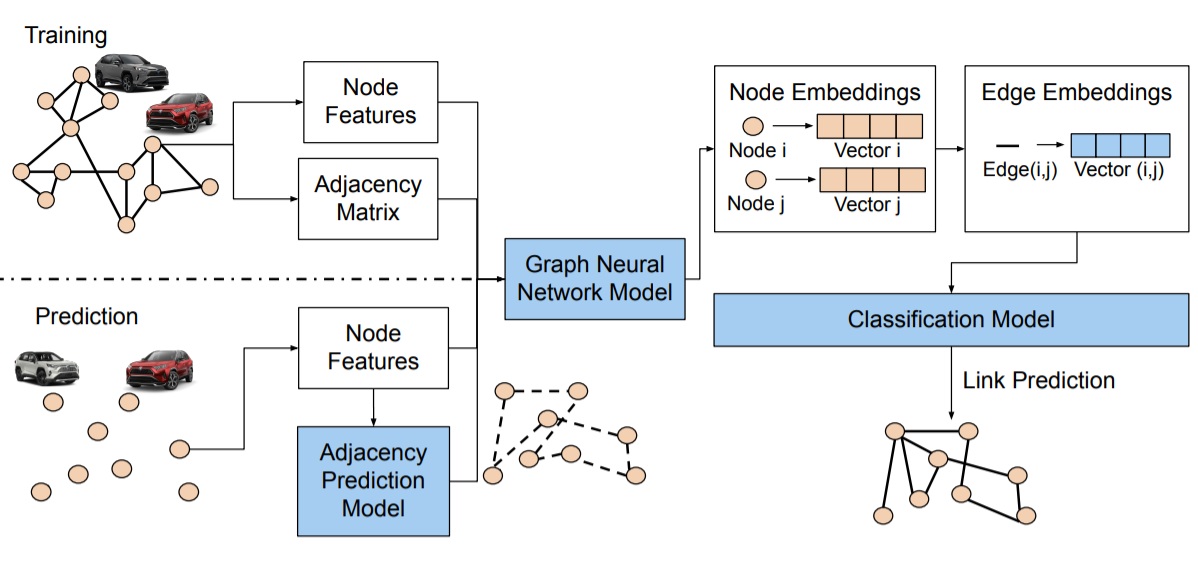 Training
Node
Features
Adjacency
Matrix
Prediction
Node
Features
Adjacency
Prediction
Model
Graph Neural
Network Model
Node Embeddings
Node i
Vector i
Node j
Vector j
Edge Embeddings
Edge(i,j)
Vector (i,j)
Classification Model
Link Prediction